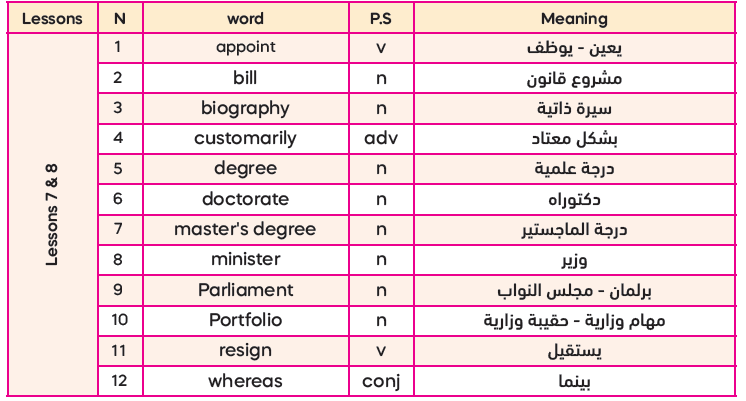 Lessons N word P.S Meaning
Lessons 7 & 8
1 appoint v يعين - يوظف
2 bill n مشروع قانون
3 biography n سيرة ذاتية
4 customarily adv بشكل معتاد
5 degree n درجة علمية
6 doctorate n دكتوراه
7 master's degree n درجة الماجستير
8 minister n وزير
9 Parliament n برلمان - مجلس النواب
10 Portfolio n مهام وزارية - حقيبة وزارية
11 resign v يستقيل
12 whereas conj بينما